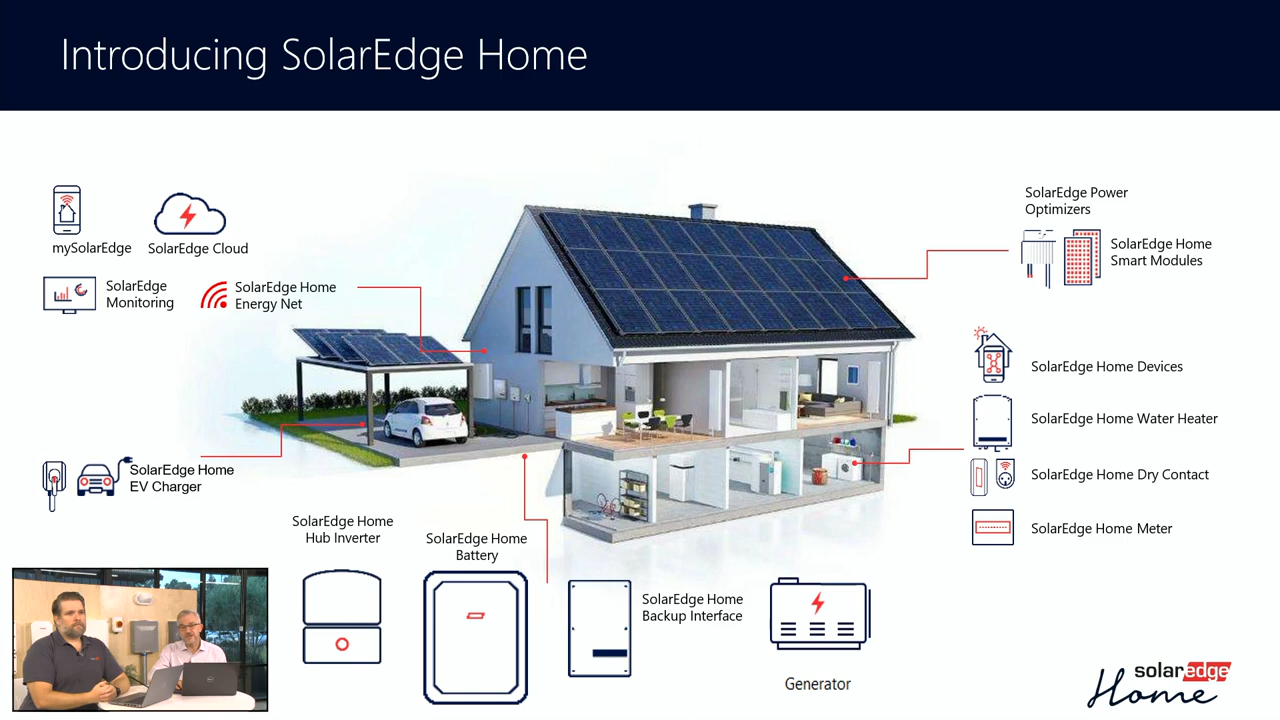 Introducing SolarEdge Home
mySolarEdge
SolarEdge Cloud
SolarEdge
Monitoring
SolarEdge Home
Energy Net
SolarEdge Power
Optimizers
SolarEdge Home
Smart Modules
SolarEdge Home Devices
SolarEdge Home Water Heater
SolarEdge Home Dry Contact
SolarEdge Home Meter
SolarEdge Home
EV Charger
SolarEdge Home
Hub Inverter
SolarEdge Home
Battery
SolarEdge Home
Backup Interface
Generator
solaredge
Home